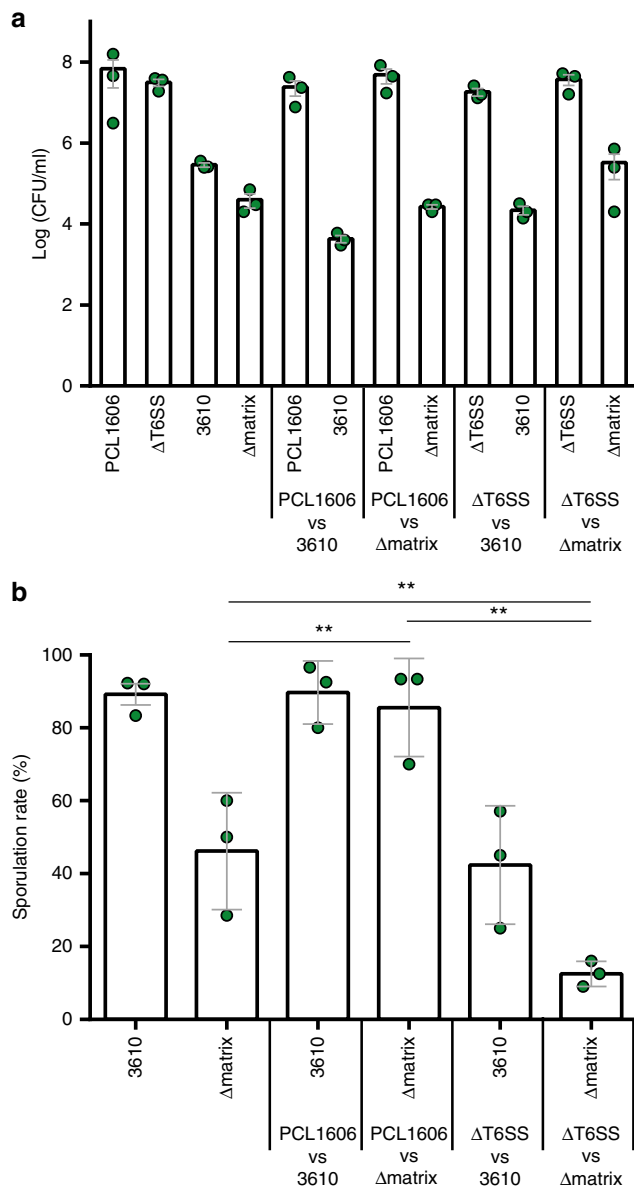 a
Log (CFU/ml)
8
6
4
2
0
PCL1606
ΔT6SS
3610
Δmatrix
PCL1606
3610
PCL1606
Δmatrix
ΔT6SS
3610
ΔT6SS
Δmatrix
PCL1606
vs
3610
PCL1606
vs
Δmatrix
ΔT6SS
vs
3610
ΔT6SS
vs
Δmatrix
b
**
**
**
Sporulation rate (%)
100
80
60
40
20
0
3610
Δmatrix
3610
Δmatrix
3610
Δmatrix
PCL1606
vs
3610
PCL1606
vs
Δmatrix
ΔT6SS
vs
3610
ΔT6SS
vs
Δmatrix